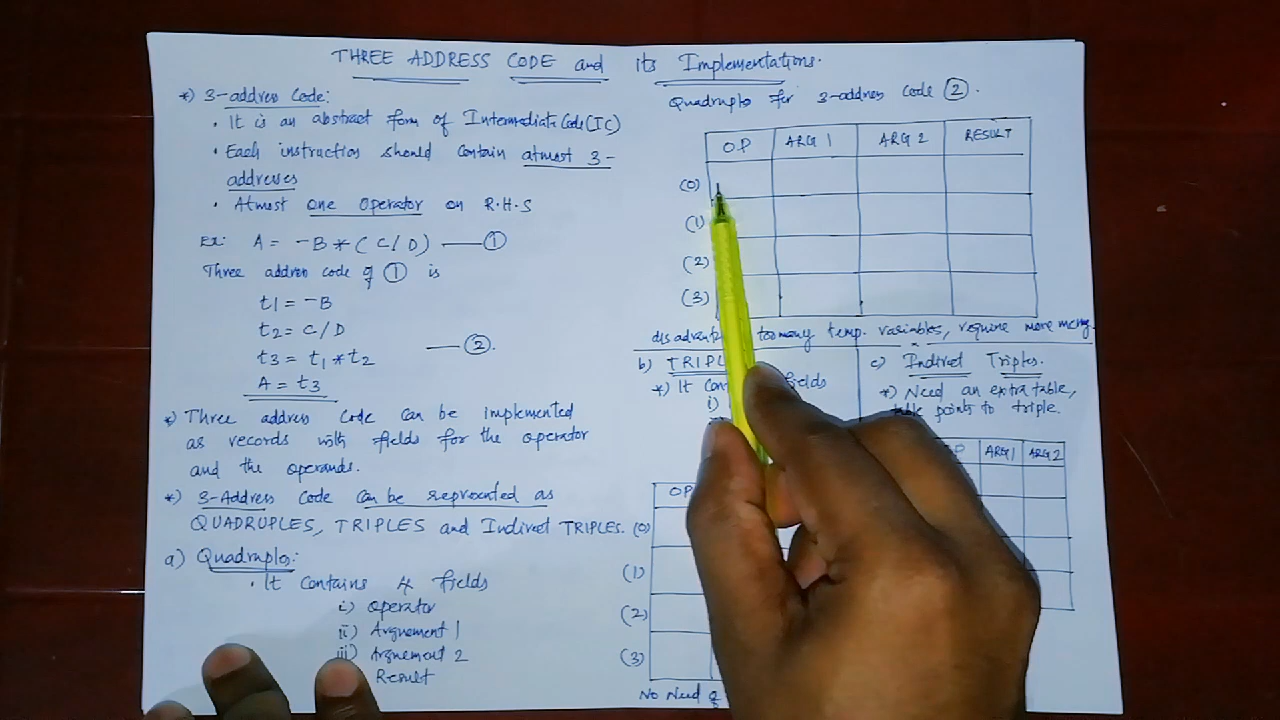 THREE ADDRESS CODE and its Implementations.
*) 3-address Code:
• It is an abstract form of Intermediate Code (IC)
• Each instruction should contain atmost 3-
addresses
• Atmost one operator on R.H.S
Ex: A = -B * ( C / D ) —— ①
Three address code of ① is
t1 = -B
t2 = C / D
t3 = t1 * t2 —— ②.
A = t3
*) Three address Code can be implemented
as records with fields for the operator
and the operands.
*) 3-Address Code Can be represented as
QUADRUPLES, TRIPLES and Indirect TRIPLES.
a) Quadruples:
• It Contains 4 fields
i) Operator
ii) Arguement 1
iii) Arguement 2
Result
Quadruples for 3-address Code ②.
OP ARG 1 ARG 2 RESULT
(0)
(1)
(2)
(3)
too many temp. variables, require more
b)
*) It fields
i)
OP
(0)
(1)
(2)
(3)
No Need
c) Indirect Triples.
*) Need an extra table,
table points to triple.
ARG1 ARG2